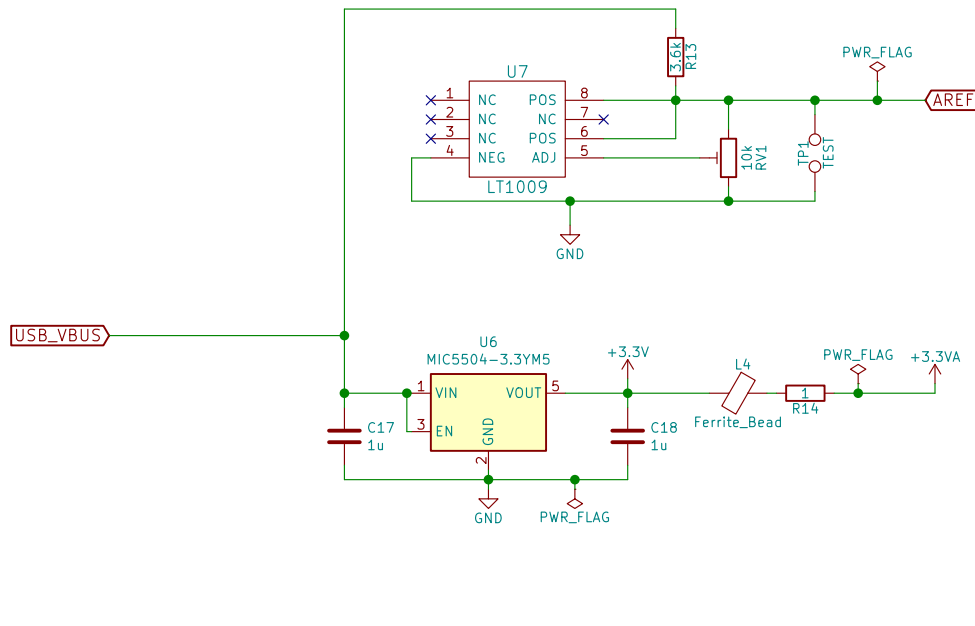 3.6k
R13
PWR_FLAG
U7
1 NC POS 8
2 NC NC 7
3 NC POS 6
4 NEG ADJ 5
LT1009
10k
RV1
TP1
TEST
AREF
GND
USB_VBUS
U6
MIC5504-3.3YM5
1 VIN VOUT 5
3 EN
GND
2
+3.3V
L4
Ferrite_Bead
1
R14
PWR_FLAG
+3.3VA
C17
1u
C18
1u
GND
PWR_FLAG